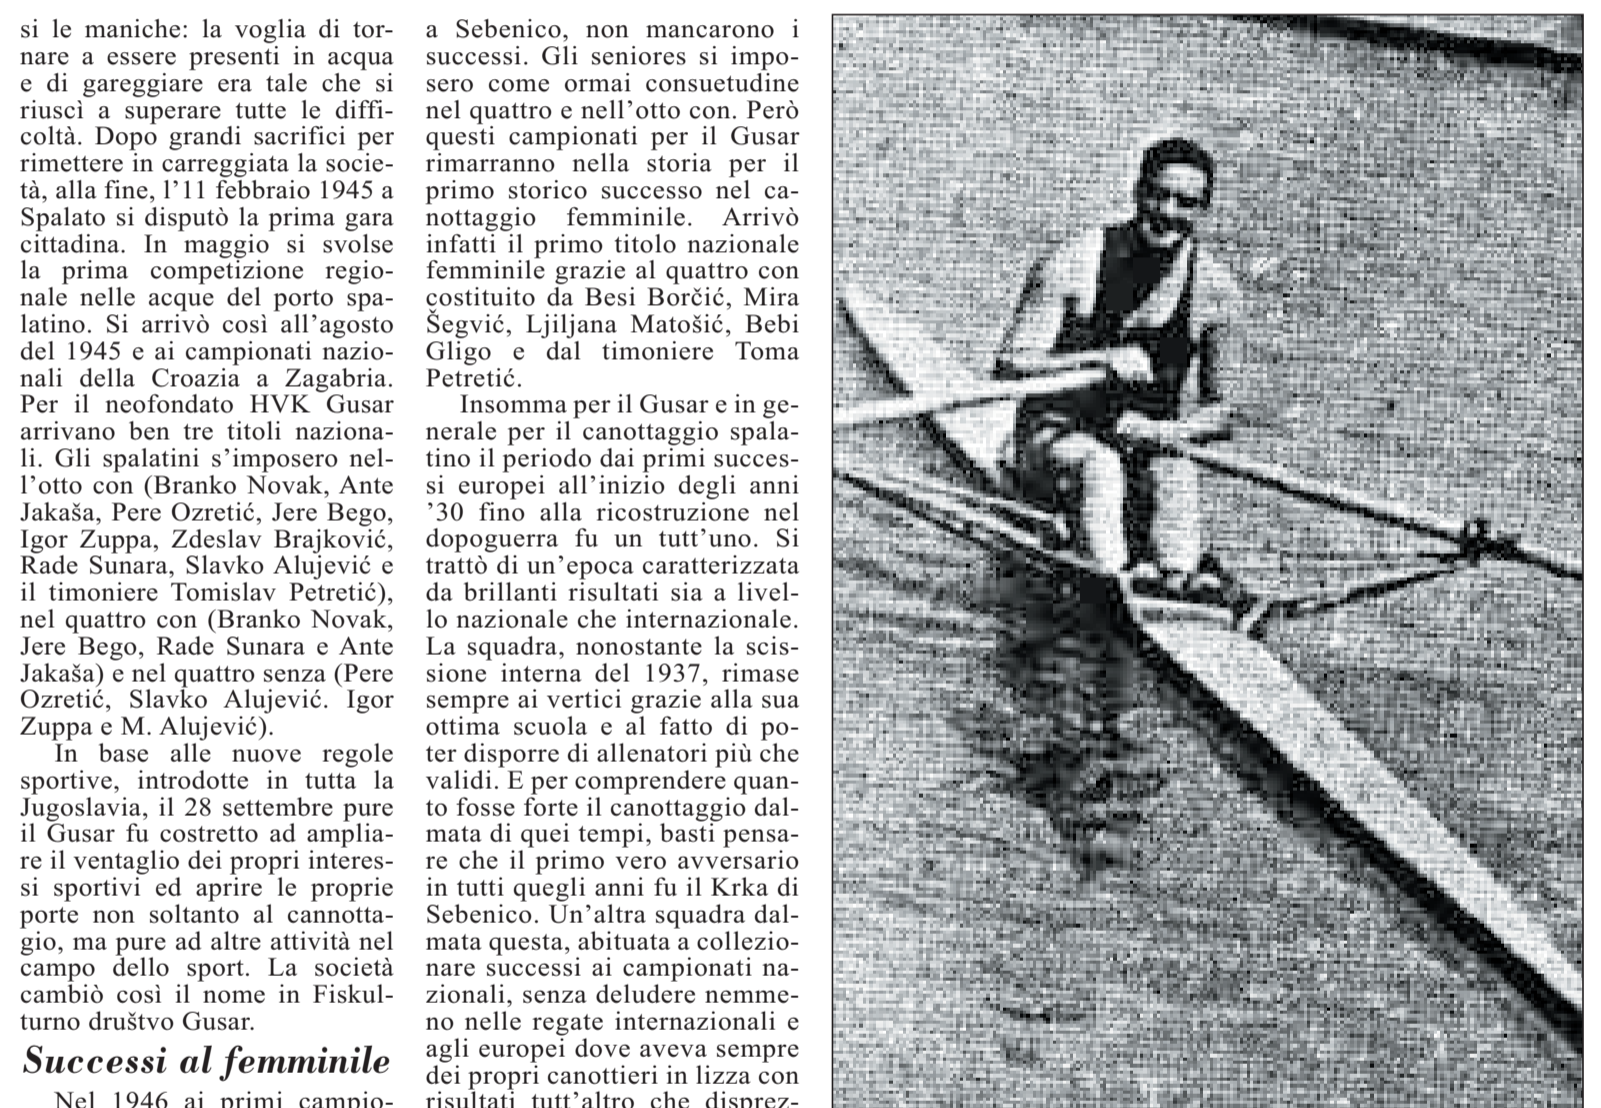 si le maniche: la voglia di tor-
nare a essere presenti in acqua
e di gareggiare era tale che si
riuscì a superare tutte le diffi-
coltà. Dopo grandi sacrifici per
rimettere in carreggiata la socie-
tà, alla fine, l'11 febbraio 1945 a
Spalato si disputò la prima gara
cittadina. In maggio si svolse
la prima competizione regio-
nale nelle acque del porto spa-
latino. Si arrivò così all'agosto
del 1945 e ai campionati nazio-
nali della Croazia a Zagabria.
Per il neofondato HVK Gusar
arrivano ben tre titoli naziona-
li. Gli spalatini s'imposero nel-
l'otto con (Branko Novak, Ante
Jakaša, Pere Ozretić, Jere Bego,
Igor Zuppa, Zdeslav Brajković,
Rade Sunara, Slavko Alujević e
il timoniere Tomislav Petretić),
nel quattro con (Branko Novak,
Jere Bego, Rade Sunara e Ante
Jakaša) e nel quattro senza (Pere
Ozretić, Slavko Alujević. Igor
Zuppa e M. Alujević).
In base alle nuove regole
sportive, introdotte in tutta la
Jugoslavia, il 28 settembre pure
il Gusar fu costretto ad amplia-
re il ventaglio dei propri interes-
si sportivi ed aprire le proprie
porte non soltanto al cannotta-
gio, ma pure ad altre attività nel
campo dello sport. La società
cambiò così il nome in Fiskul-
turno društvo Gusar.
Successi al femminile
Nel 1946 ai primi campio-
a Sebenico, non mancarono i
successi. Gli seniores si impo-
sero come ormai consuetudine
nel quattro e nell'otto con. Però
questi campionati per il Gusar
rimarranno nella storia per il
primo storico successo nel ca-
nottaggio femminile. Arrivò
infatti il primo titolo nazionale
femminile grazie al quattro con
costituito da Besi Borčić, Mira
Šegvić, Ljiljana Matošić, Bebi
Gligo e dal timoniere Toma
Petretić.
Insomma per il Gusar e in ge-
nerale per il canottaggio spala-
tino il periodo dai primi succes-
si europei all'inizio degli anni
'30 fino alla ricostruzione nel
dopoguerra fu un tutt'uno. Si
trattò di un'epoca caratterizzata
da brillanti risultati sia a livel-
lo nazionale che internazionale.
La squadra, nonostante la scis-
sione interna del 1937, rimase
sempre ai vertici grazie alla sua
ottima scuola e al fatto di po-
ter disporre di allenatori più che
validi. E per comprendere quan-
to fosse forte il canottaggio dal-
mata di quei tempi, basti pensa-
re che il primo vero avversario
in tutti quegli anni fu il Krka di
Sebenico. Un'altra squadra dal-
mata questa, abituata a collezio-
nare successi ai campionati na-
zionali, senza deludere nemme-
no nelle regate internazionali e
agli europei dove aveva sempre
dei propri canottieri in lizza con
risultati tutt'altro che disprez-